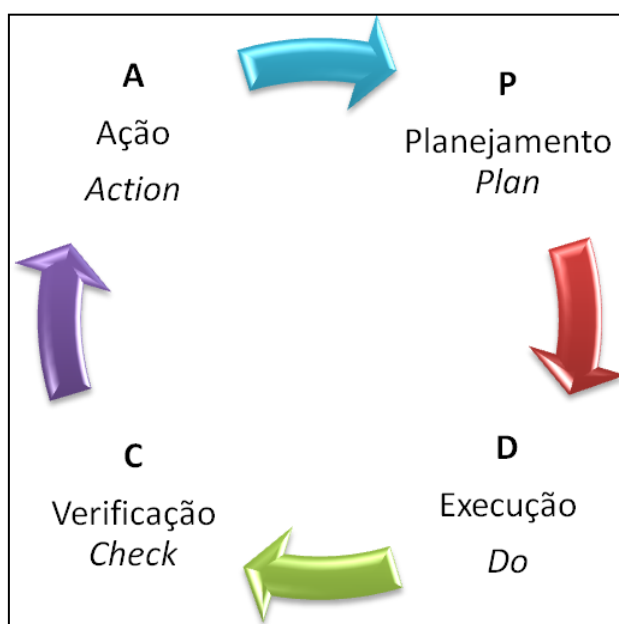 A
Ação
Action
P
Planejamento
Plan
D
Execução
Do
C
Verificação
Check